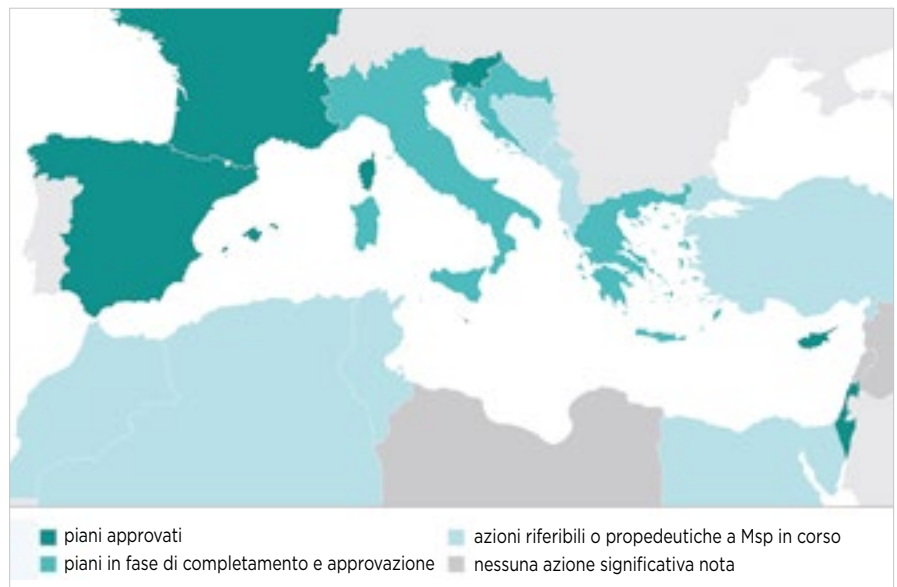 piani approvati
piani in fase di completamento e approvazione
azioni riferibili o propedeutiche a Msp in corso
nessuna azione significativa nota